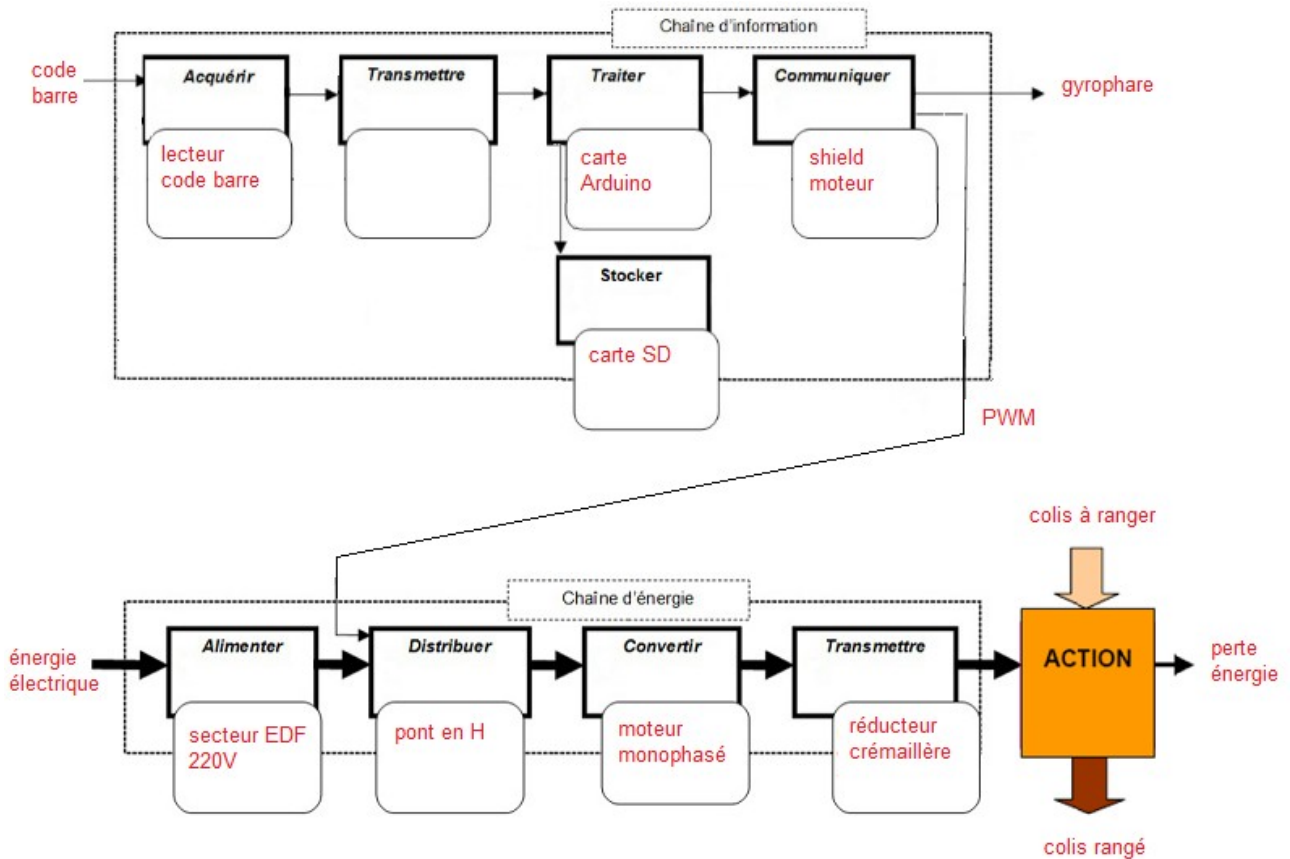 Chaîne d'information
code
barre
Acquérir
Transmettre
Traiter
Communiquer
gyrophare
lecteur
code barre
carte
Arduino
shield
moteur
Stocker
carte SD
PWM
colis à ranger
Chaîne d'énergie
énergie
électrique
Alimenter
Distribuer
Convertir
Transmettre
ACTION
perte
énergie
secteur EDF
220V
pont en H
moteur
monophasé
réducteur
crémaillère
colis rangé